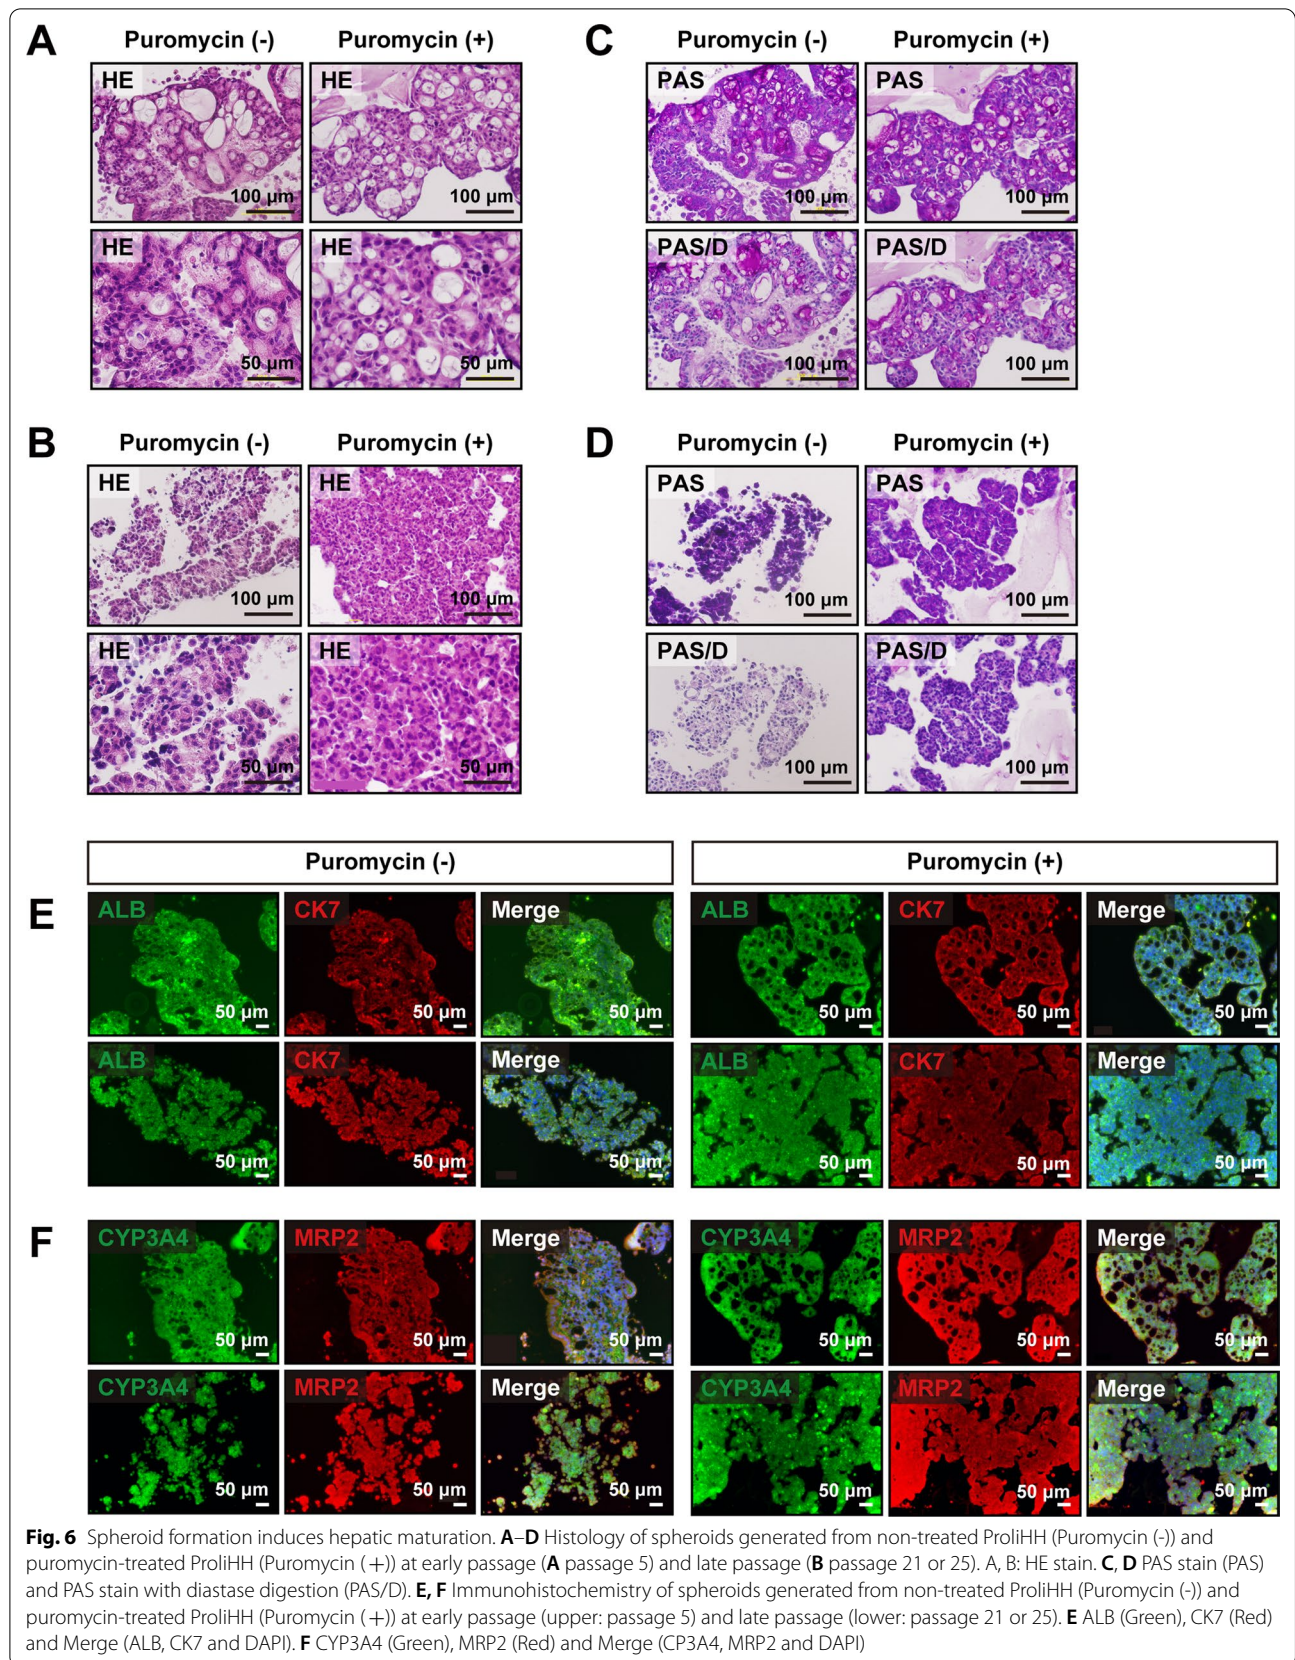 A
Puromycin (-)
Puromycin (+)
HE
100 µm
HE
100 µm
HE
50 µm
HE
50 µm
C
Puromycin (-)
Puromycin (+)
PAS
100 µm
PAS
100 µm
PAS/D
100 µm
PAS/D
100 µm
B
Puromycin (-)
Puromycin (+)
HE
100 µm
HE
100 µm
HE
50 µm
HE
50 µm
D
Puromycin (-)
Puromycin (+)
PAS
100 µm
PAS
100 µm
PAS/D
100 µm
PAS/D
100 µm
Puromycin (-)
Puromycin (+)
E
ALB
50 µm
CK7
50 µm
Merge
50 µm
ALB
50 µm
CK7
50 µm
Merge
50 µm
ALB
50 µm
CK7
50 µm
Merge
50 µm
ALB
50 µm
CK7
50 µm
Merge
50 µm
F
CYP3A4
50 µm
MRP2
50 µm
Merge
50 µm
CYP3A4
50 µm
MRP2
50 µm
Merge
50 µm
CYP3A4
50 µm
MRP2
50 µm
Merge
50 µm
CYP3A4
50 µm
MRP2
50 µm
Merge
50 µm
Fig. 6 Spheroid formation induces hepatic maturation. A–D Histology of spheroids generated from non-treated ProliHH (Puromycin (-)) and
puromycin-treated ProliHH (Puromycin (+)) at early passage (A passage 5) and late passage (B passage 21 or 25). A, B: HE stain. C, D PAS stain (PAS)
and PAS stain with diastase digestion (PAS/D). E, F Immunohistochemistry of spheroids generated from non-treated ProliHH (Puromycin (-)) and
puromycin-treated ProliHH (Puromycin (+)) at early passage (upper: passage 5) and late passage (lower: passage 21 or 25). E ALB (Green), CK7 (Red)
and Merge (ALB, CK7 and DAPI). F CYP3A4 (Green), MRP2 (Red) and Merge (CP3A4, MRP2 and DAPI)